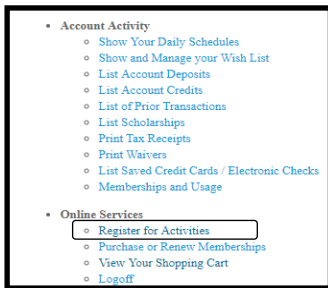 Account Activity
Show Your Daily Schedules
Show and Manage your Wish List
List Account Deposits
List Account Credits
List of Prior Transactions
List Scholarships
Print Tax Receipts
Print Waivers
List Saved Credit Cards / Electronic Checks
Memberships and Usage
Online Services
Register for Activities
Purchase or Renew Memberships
View Your Shopping Cart
Logoff